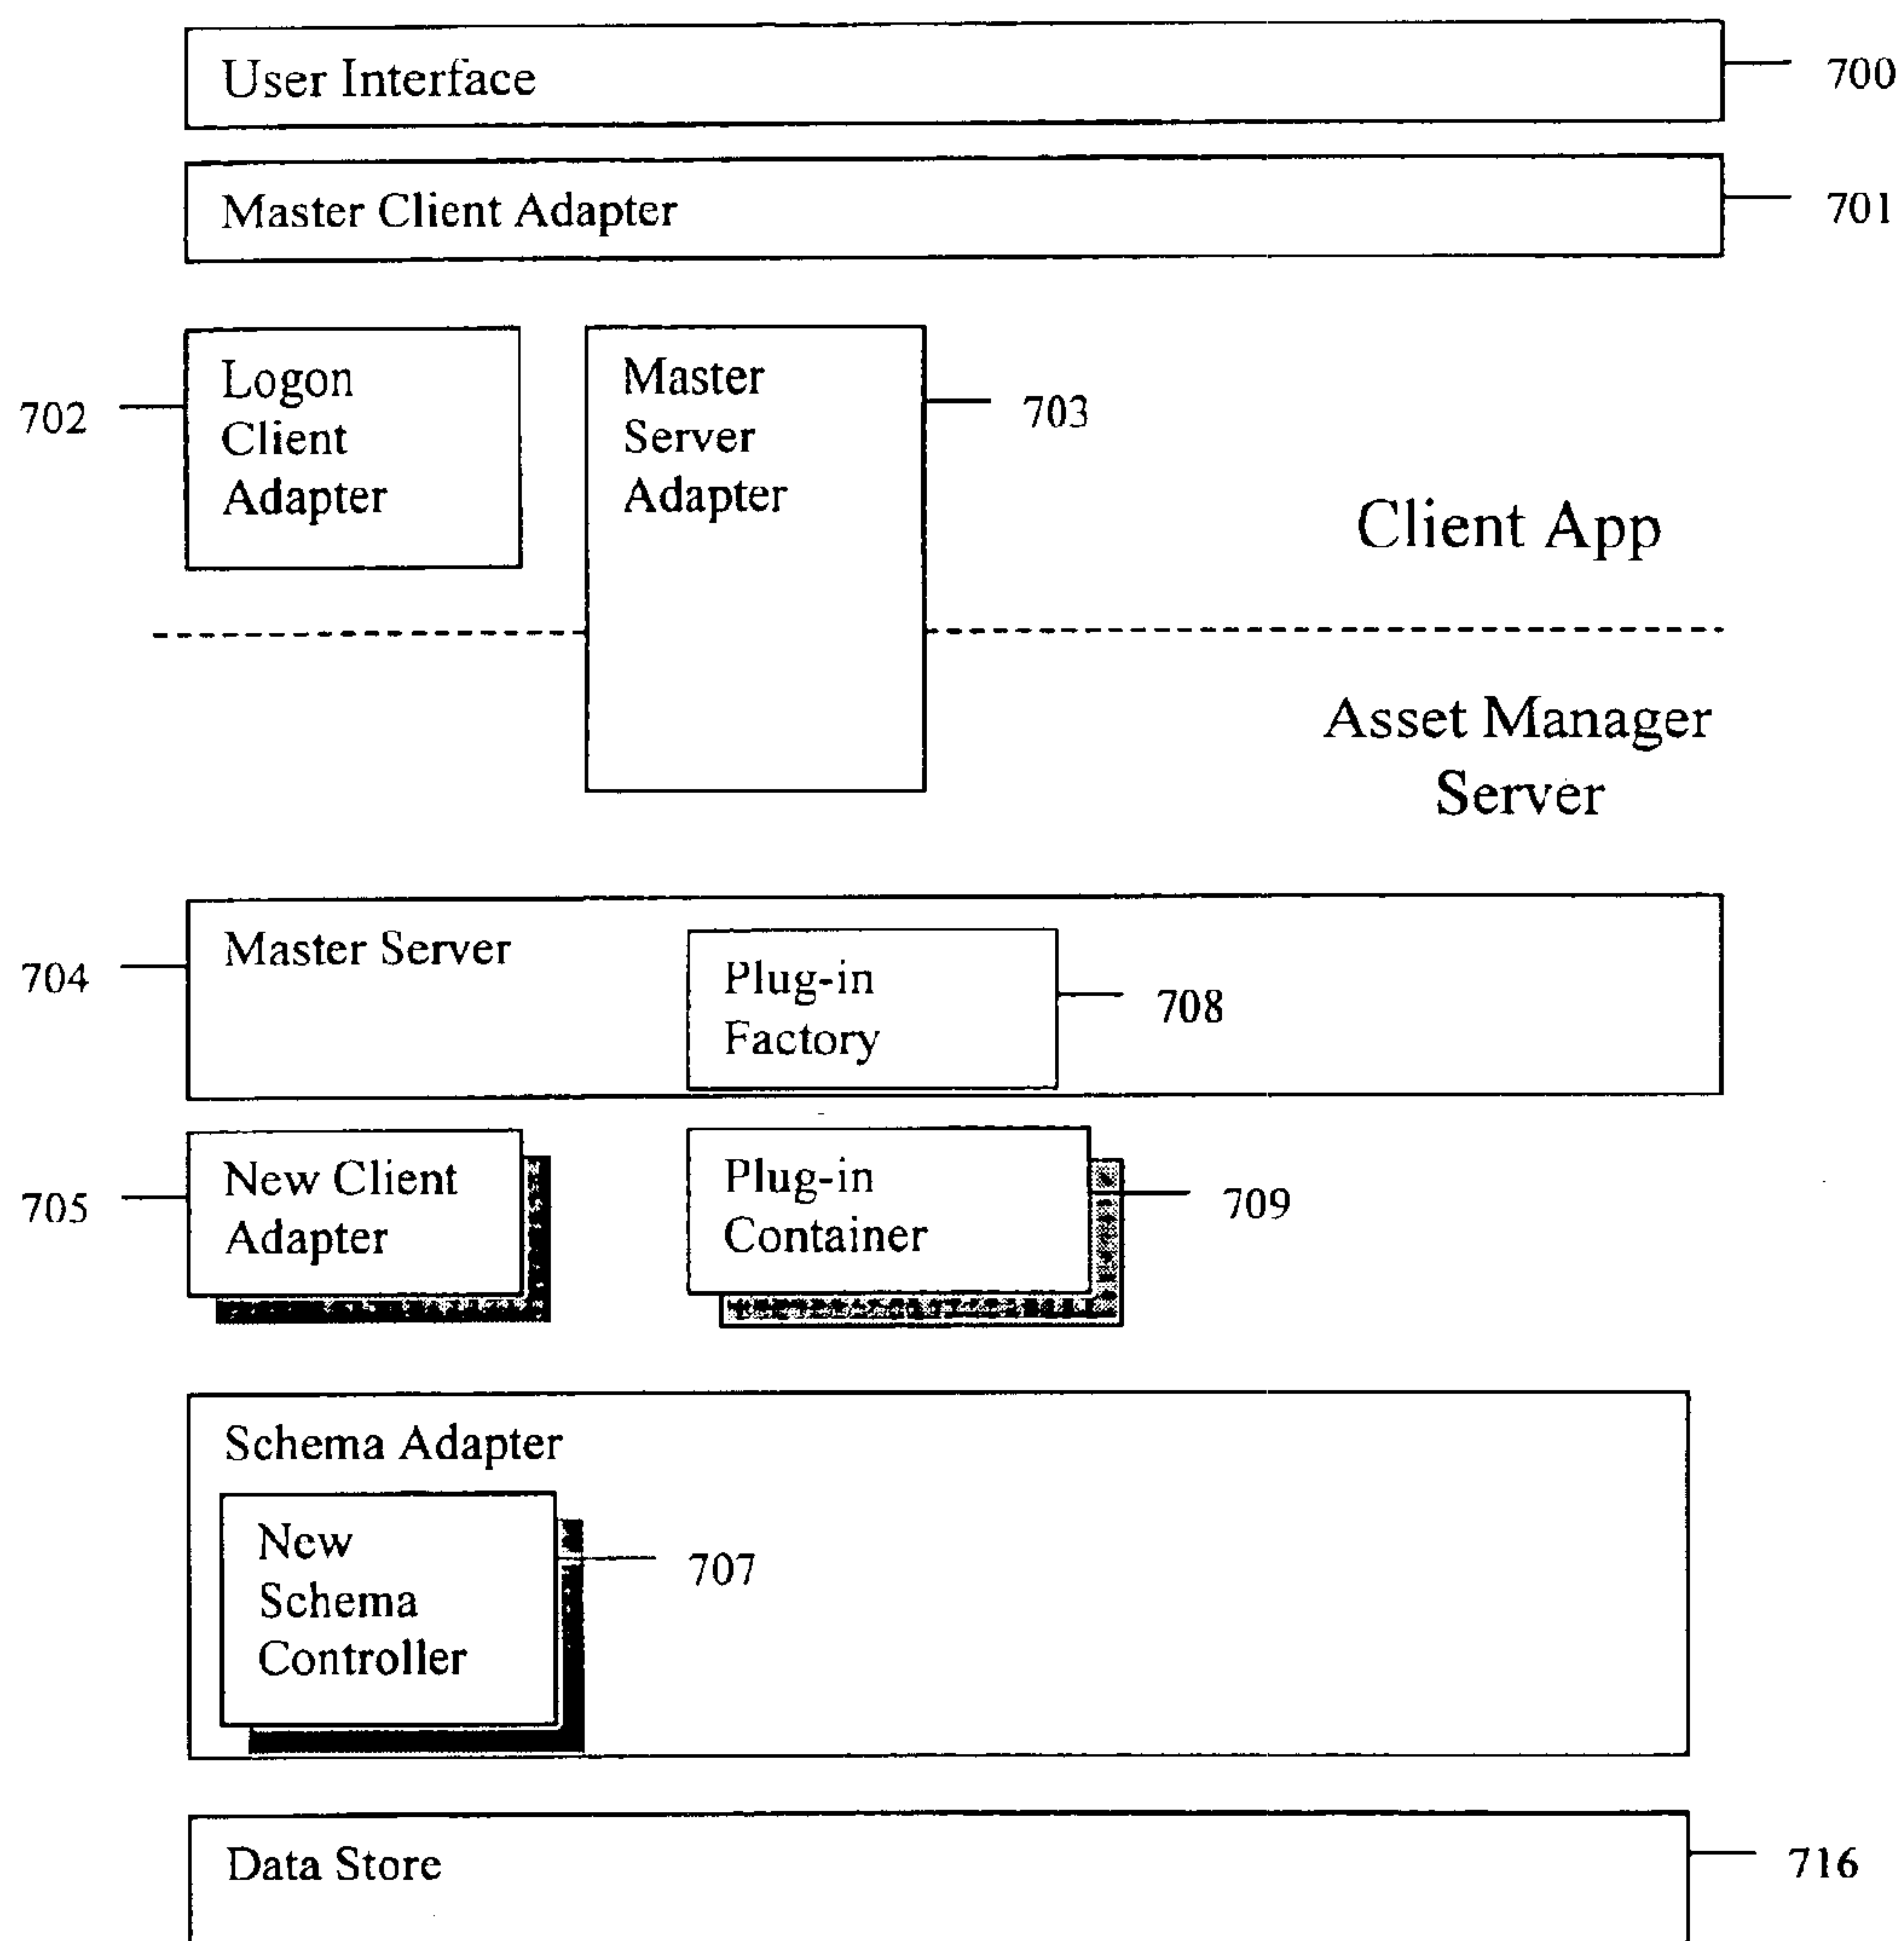 User Interface
700
Master Client Adapter
701
702
Logon
Client
Adapter
Master
Server
Adapter
703
Client App
Asset Manager
Server
704
Master Server
Plug-in
Factory
708
705
New Client
Adapter
Plug-in
Container
709
Schema Adapter
New
Schema
Controller
707
Data Store
716